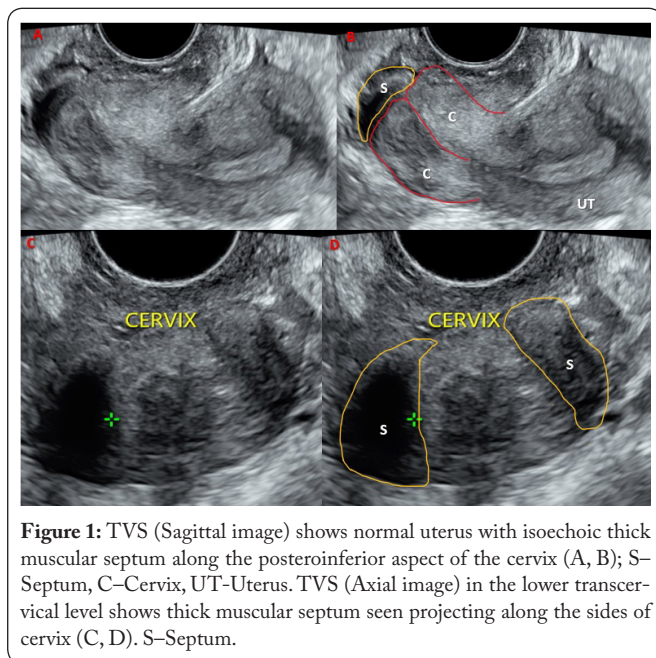 A
B
S
C
C
UT
C
D
CERVIX
CERVIX
S
S
Figure 1: TVS (Sagittal image) shows normal uterus with isoechoic thick
muscular septum along the posteroinferior aspect of the cervix (A, B); S–
Septum, C–Cervix, UT-Uterus. TVS (Axial image) in the lower transcer-
vical level shows thick muscular septum seen projecting along the sides of
cervix (C, D). S–Septum.